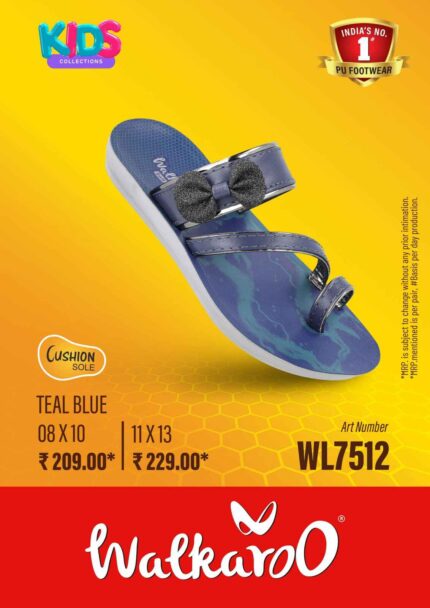 KIDS
COLLECTIONS
INDIA'S NO.
1#
PU FOOTWEAR
Walkaroo
*MRP. is subject to change without any prior intimation.
*MRP.mentioned is per pair. #Basis per day production.
CUSHION
SOLE
TEAL BLUE
08 X 10
₹ 209.00*
11 X 13
₹ 229.00*
Art Number
WL7512
Walkaroo®